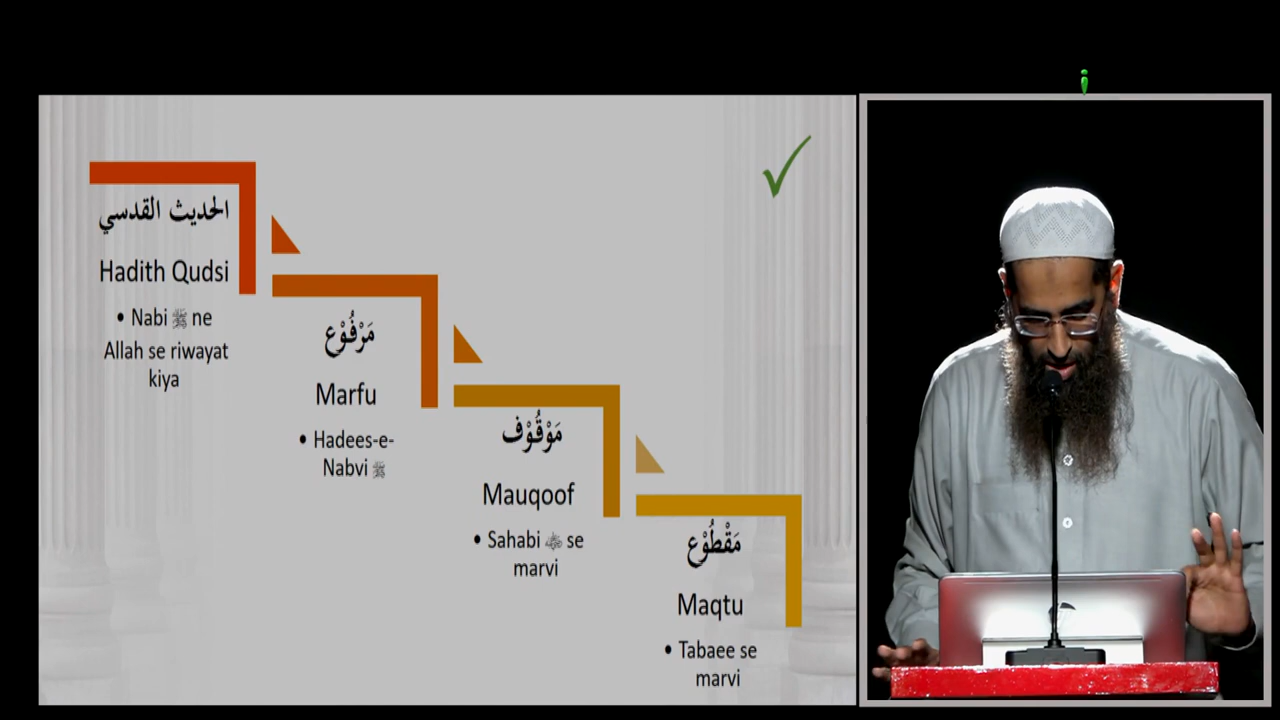 i
الحديث القدسي
Hadith Qudsi
• Nabi ﷺ ne
Allah se riwayat
kiya
مَرْفُوْع
Marfu
• Hadees-e-
Nabvi ﷺ
مَوْقُوْف
Mauqoof
• Sahabi se
marvi
مَقْطُوْع
Maqtu
• Tabaee se
marvi